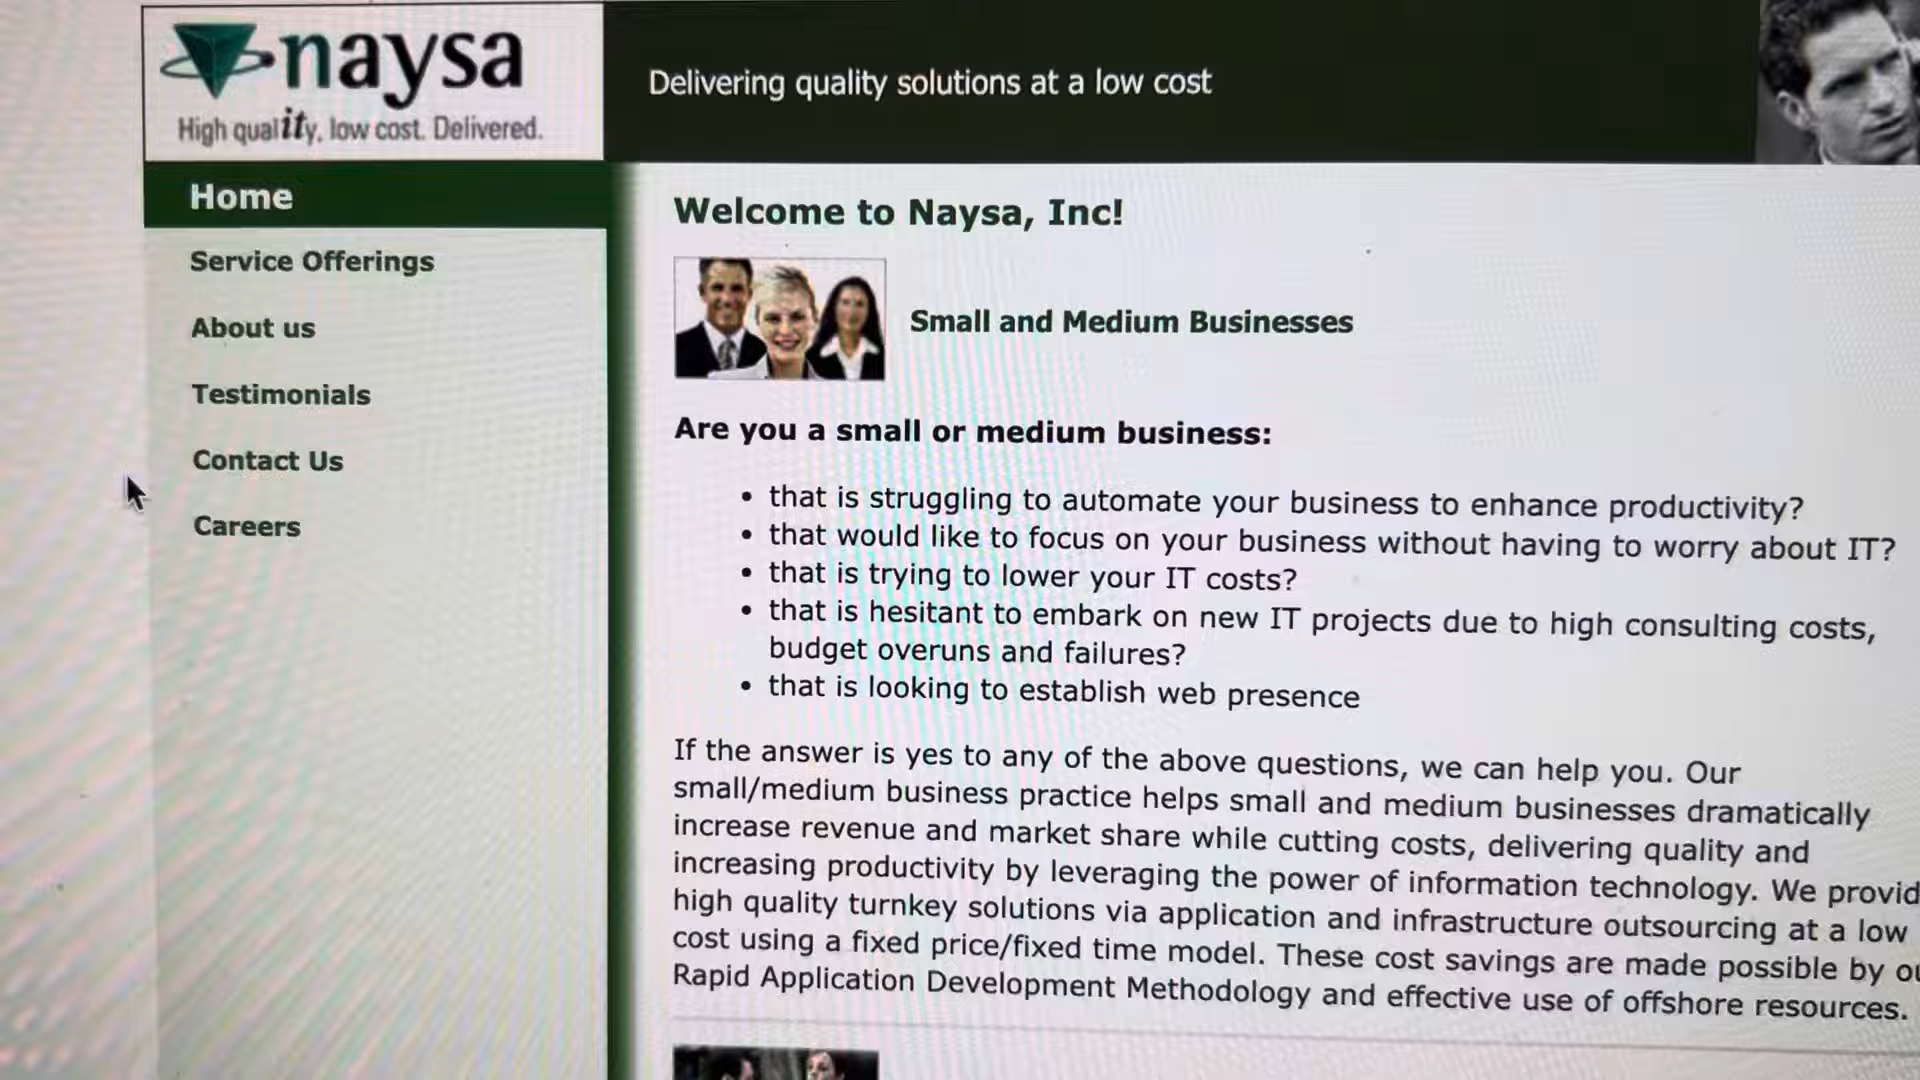 naysa
High quality, low cost. Delivered.
Delivering quality solutions at a low cost
Home
Service Offerings
About us
Testimonials
Contact Us
Careers
Welcome to Naysa, Inc!
Small and Medium Businesses
Are you a small or medium business:
• that is struggling to automate your business to enhance productivity?
• that would like to focus on your business without having to worry about IT?
• that is trying to lower your IT costs?
• that is hesitant to embark on new IT projects due to high consulting costs,
budget overuns and failures?
• that is looking to establish web presence
If the answer is yes to any of the above questions, we can help you. Our
small/medium business practice helps small and medium businesses dramatically
increase revenue and market share while cutting costs, delivering quality and
increasing productivity by leveraging the power of information technology. We provid
high quality turnkey solutions via application and infrastructure outsourcing at a low
cost using a fixed price/fixed time model. These cost savings are made possible by ou
Rapid Application Development Methodology and effective use of offshore resources.